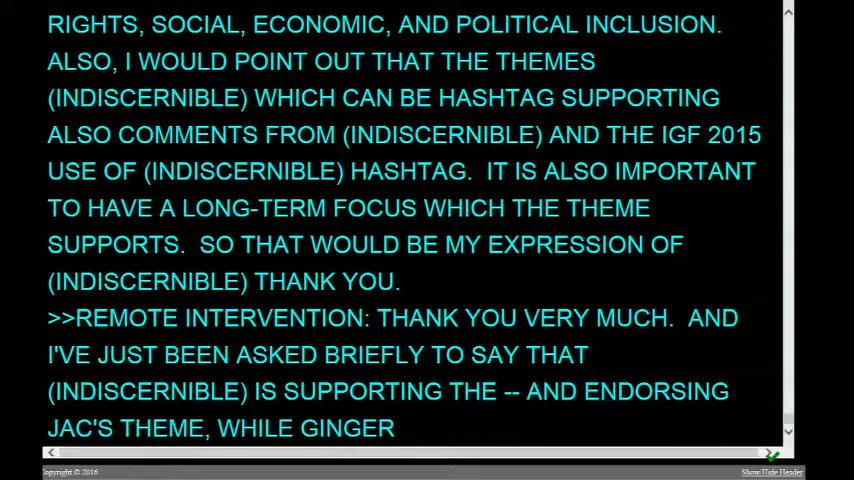 RIGHTS, SOCIAL, ECONOMIC, AND POLITICAL INCLUSION.
ALSO, I WOULD POINT OUT THAT THE THEMES
(INDISCERNIBLE) WHICH CAN BE HASHTAG SUPPORTING
ALSO COMMENTS FROM (INDISCERNIBLE) AND THE IGF 2015
USE OF (INDISCERNIBLE) HASHTAG.  IT IS ALSO IMPORTANT
TO HAVE A LONG-TERM FOCUS WHICH THE THEME
SUPPORTS.  SO THAT WOULD BE MY EXPRESSION OF
(INDISCERNIBLE) THANK YOU.
>>REMOTE INTERVENTION: THANK YOU VERY MUCH.  AND
I'VE JUST BEEN ASKED BRIEFLY TO SAY THAT
(INDISCERNIBLE) IS SUPPORTING THE -- AND ENDORSING
JAC'S THEME, WHILE GINGER
opyright © 2016
Show/Hide Header